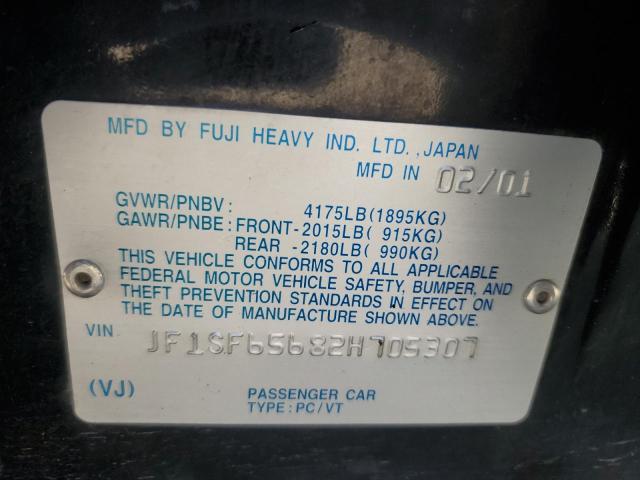 MFD BY FUJI HEAVY IND. LTD., JAPAN
MFD IN 02/01
GVWR/PNBV: 4175LB(1895KG)
GAWR/PNBE: FRONT-2015LB( 915KG)
REAR -2180LB( 990KG)
THIS VEHICLE CONFORMS TO ALL APPLICABLE
FEDERAL MOTOR VEHICLE SAFETY, BUMPER, AND
THEFT PREVENTION STANDARDS IN EFFECT ON
THE DATE OF MANUFACTURE SHOWN ABOVE.
VIN JF1SF65682H705307
(VJ) PASSENGER CAR
TYPE: PC/VT